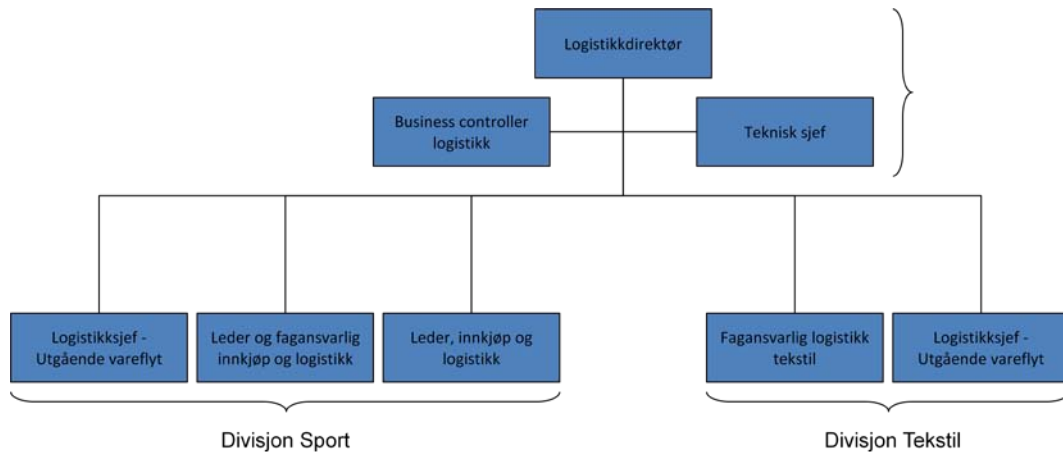 Logistikkdirektør
Business controller
logistikk
Teknisk sjef
Logistikksjef -
Utgående vareflyt
Leder og fagansvarlig
innkjøp og logistikk
Leder, innkjøp og
logistikk
Fagansvarlig logistikk
tekstil
Logistikksjef -
Utgående vareflyt
Divisjon Sport
Divisjon Tekstil